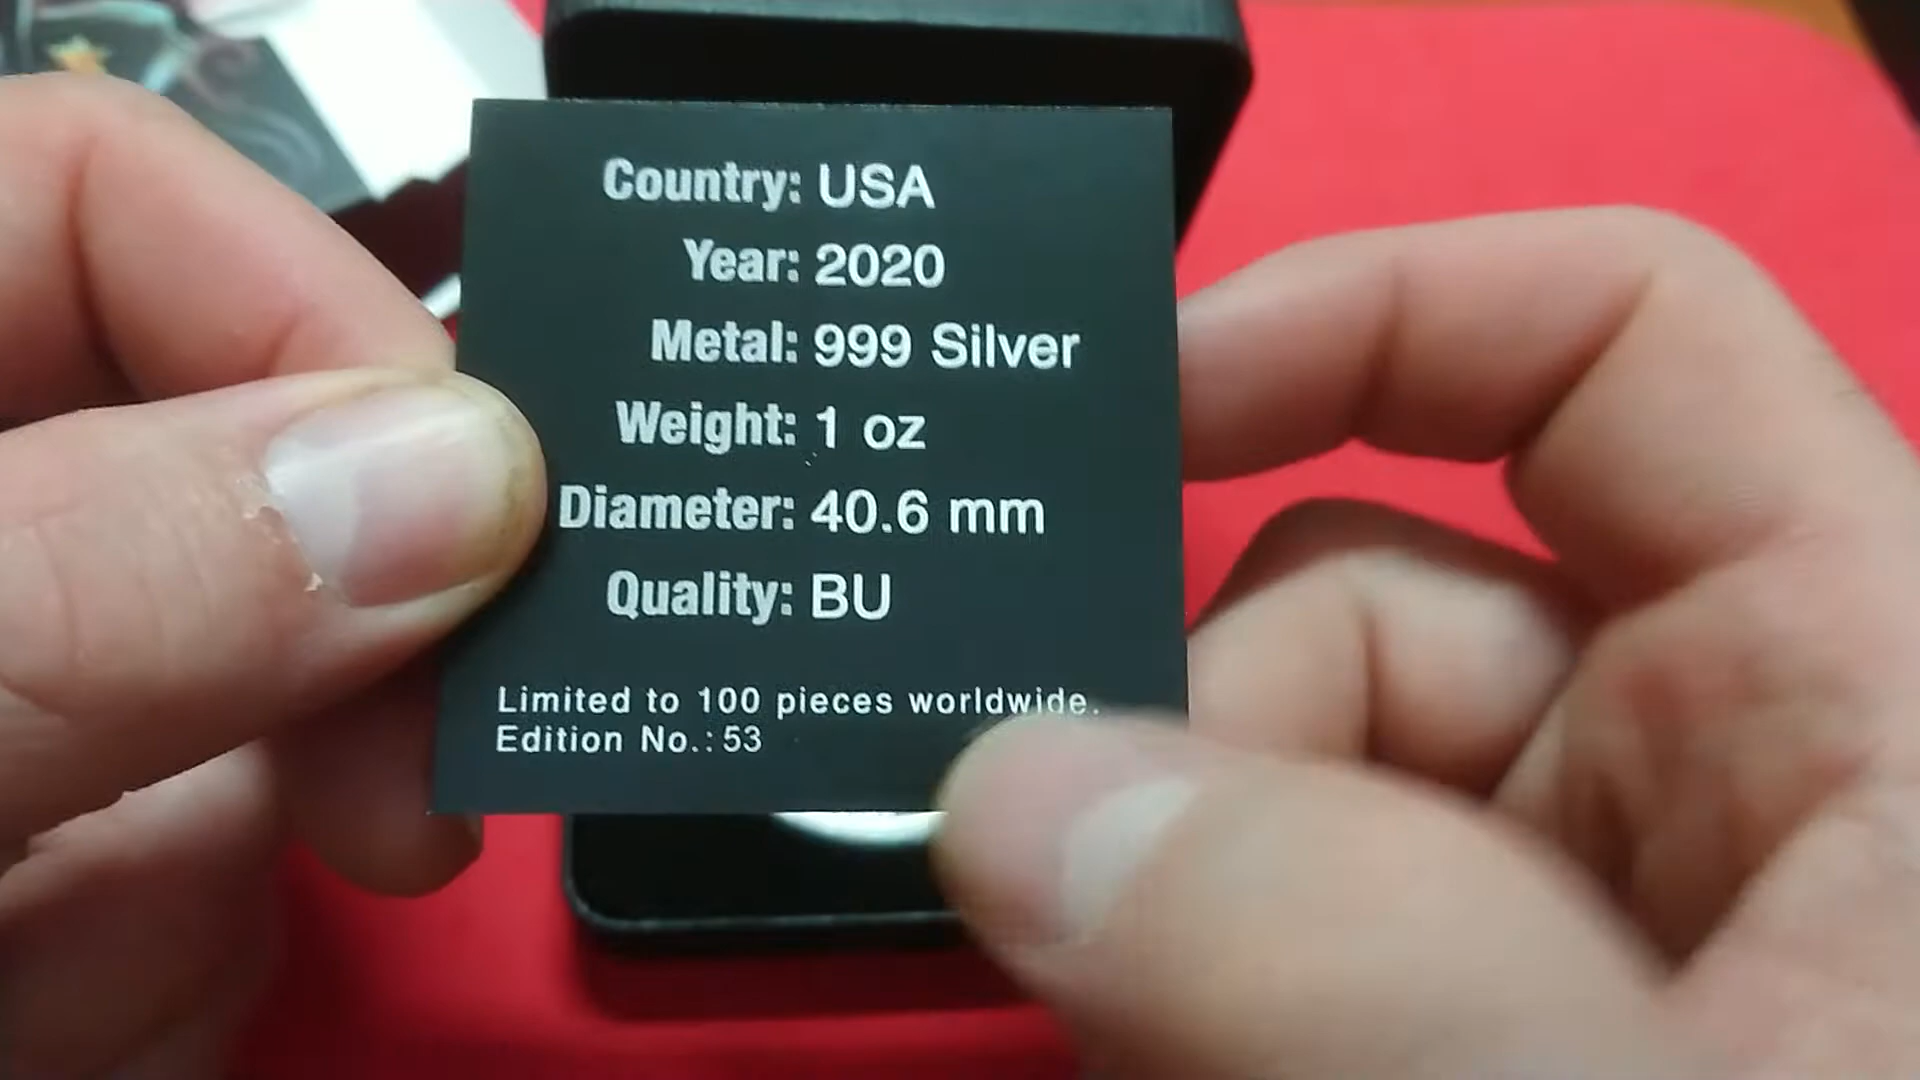 Country: USA
Year: 2020
Metal: 999 Silver
Weight: 1 oz
Diameter: 40.6 mm
Quality: BU
Limited to 100 pieces worldwide.
Edition No.: 53